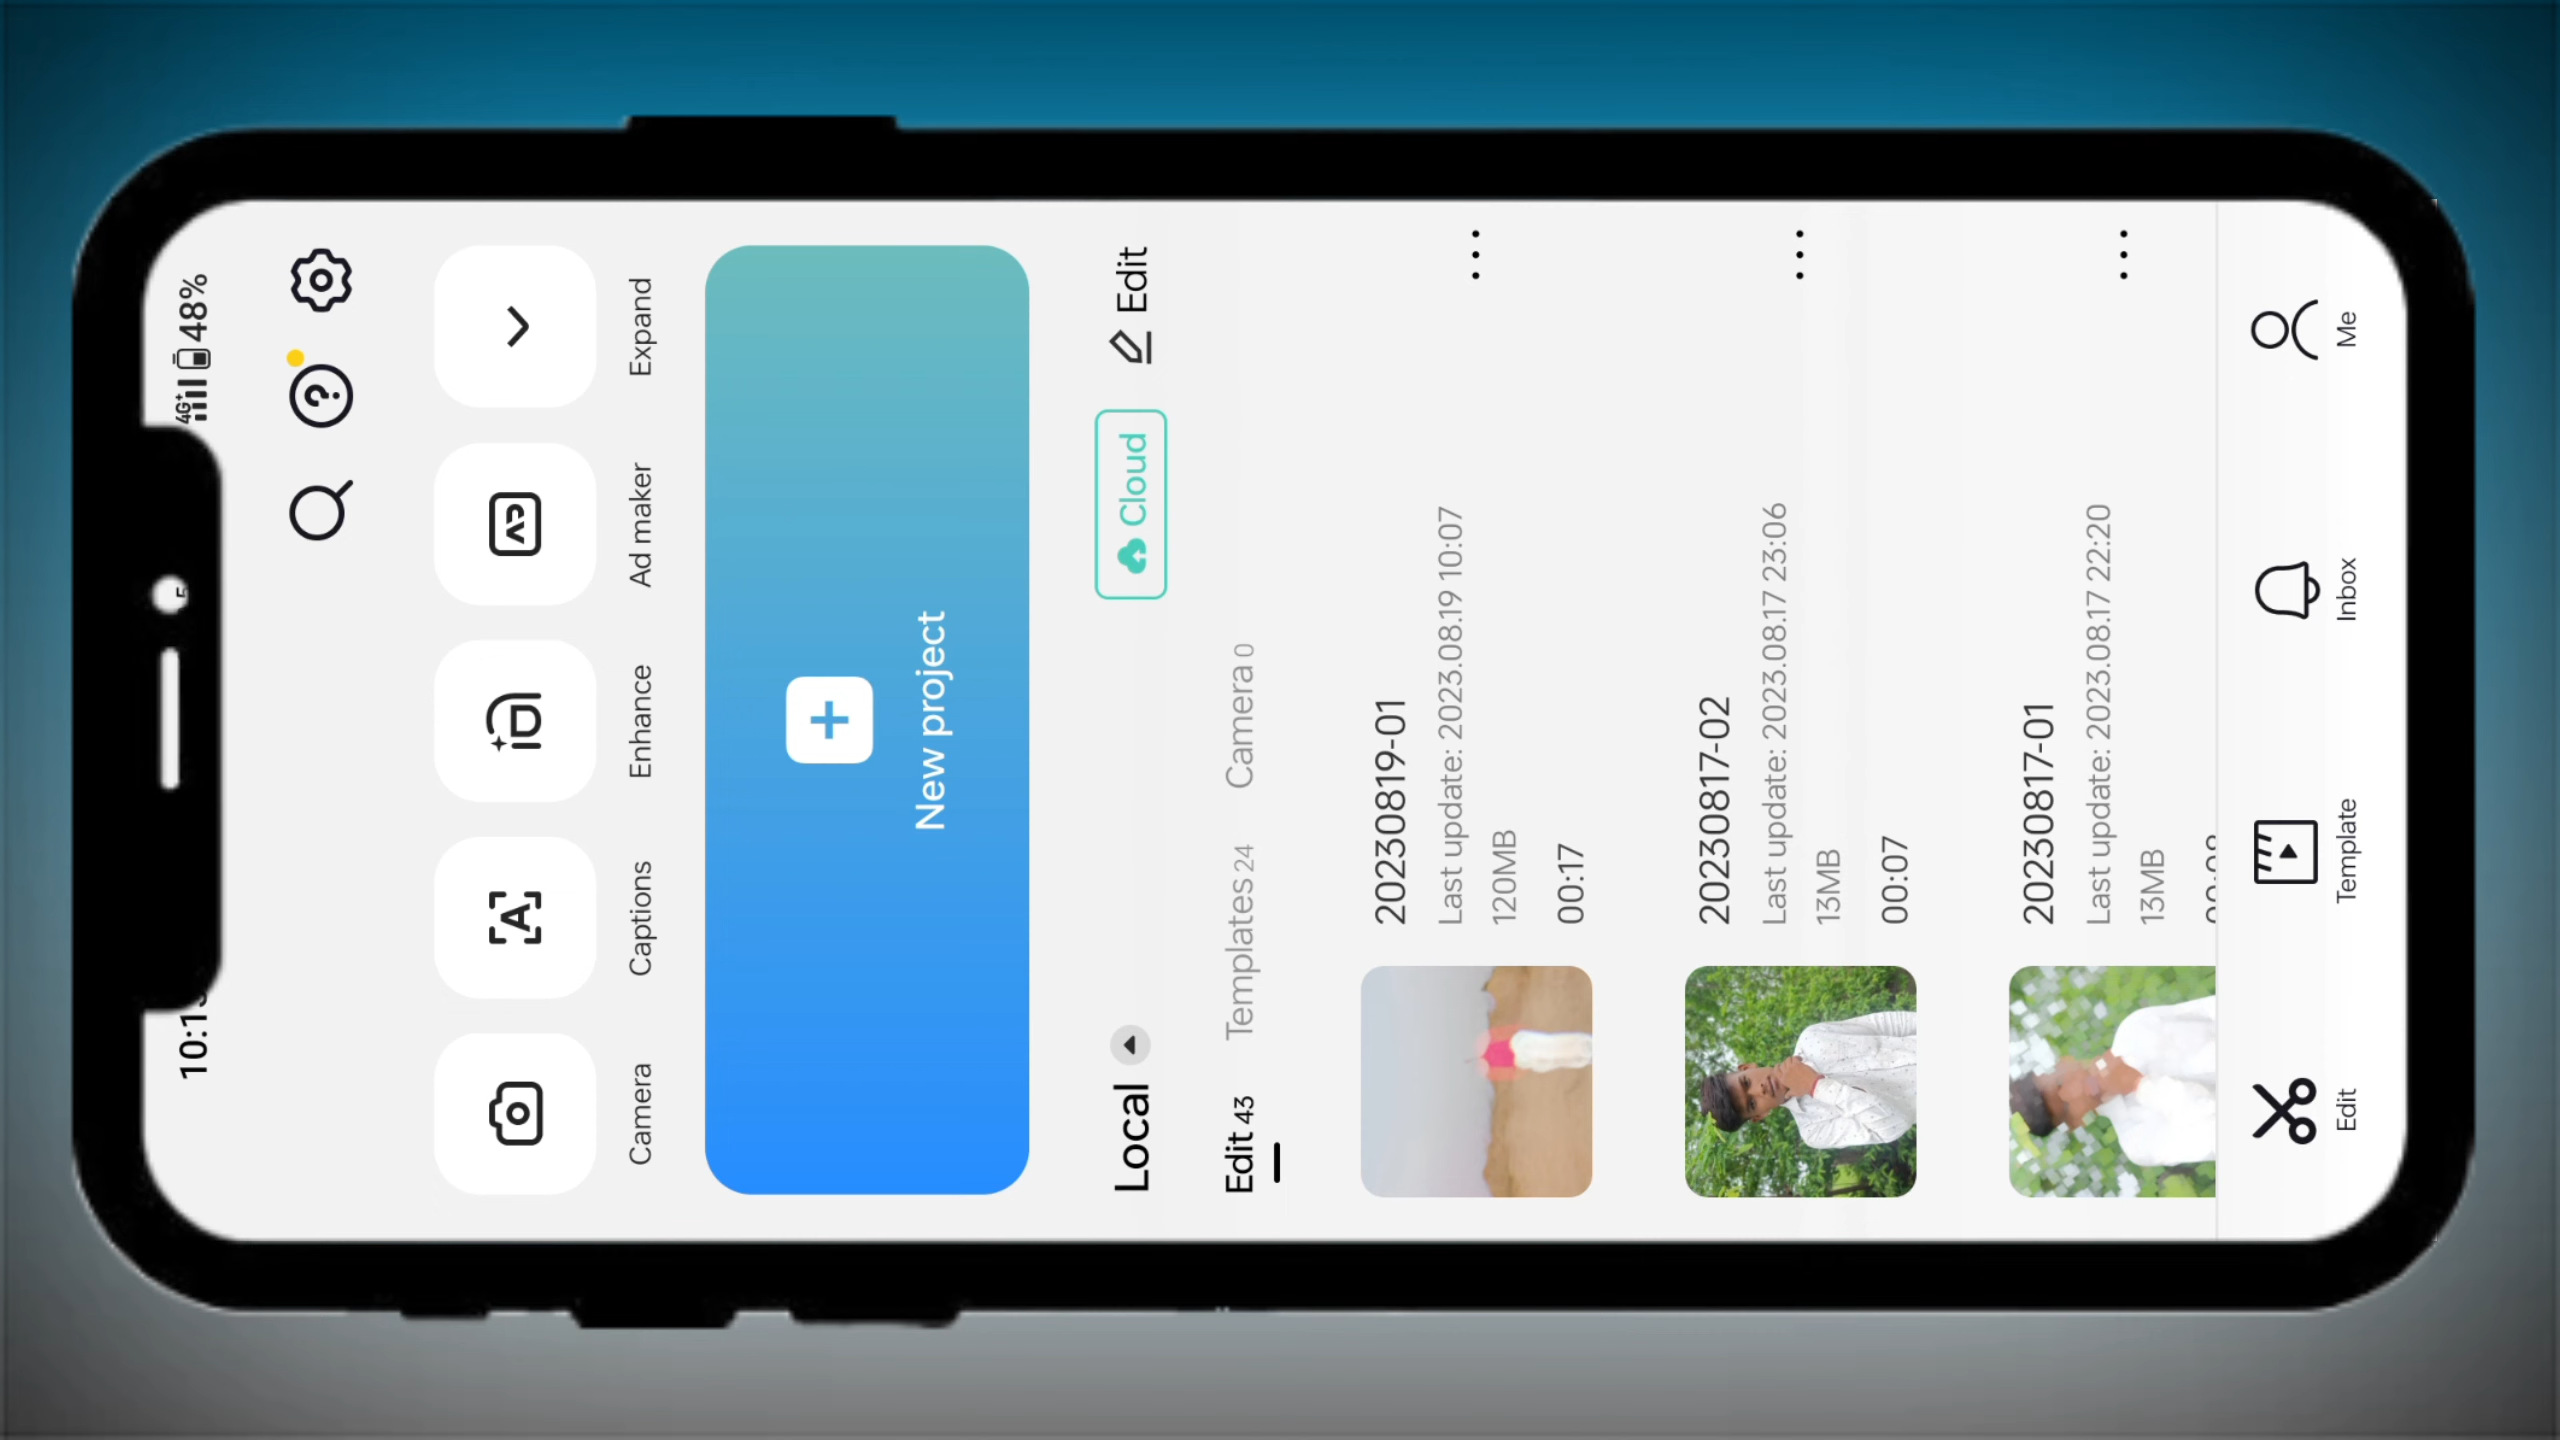 4G+ 48%
Camera
Captions
Enhance
Ad maker
Expand
New project
Local
Cloud
Edit
Edit 43
Templates 24
Camera 0
20230819-01
Last update: 2023.08.19 10:07
120MB
00:17
20230817-02
Last update: 2023.08.17 23:06
13MB
00:07
20230817-01
Last update: 2023.08.17 22:20
13MB
Edit
Template
Inbox
Me